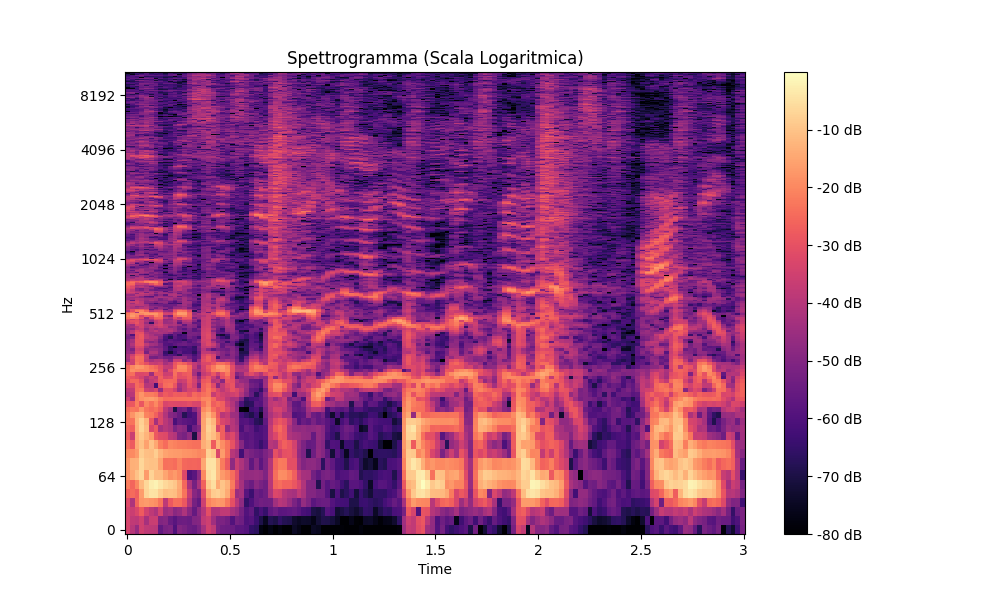 Spettrogramma (Scala Logaritmica)
8192
4096
2048
1024
512
256
128
64
0
Hz
0
0.5
1
1.5
2
2.5
3
Time
-10 dB
-20 dB
-30 dB
-40 dB
-50 dB
-60 dB
-70 dB
-80 dB